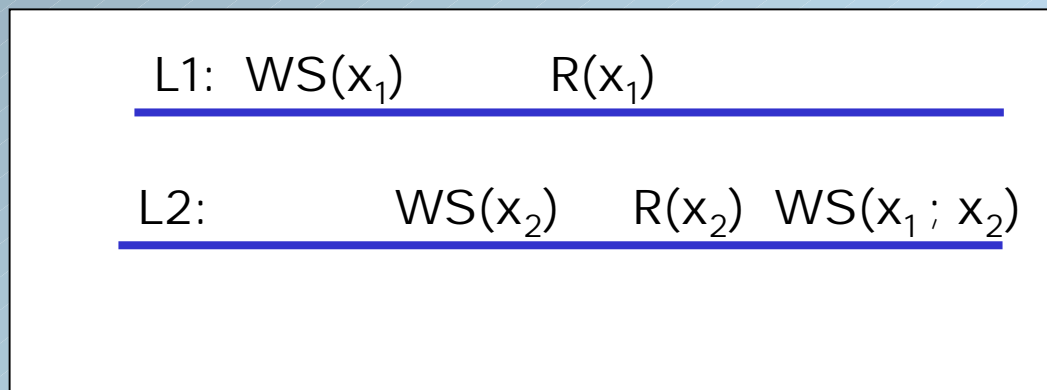 L1: WS(x₁) R(x₁)
L2: WS(x₂) R(x₂) WS(x₁ ; x₂)